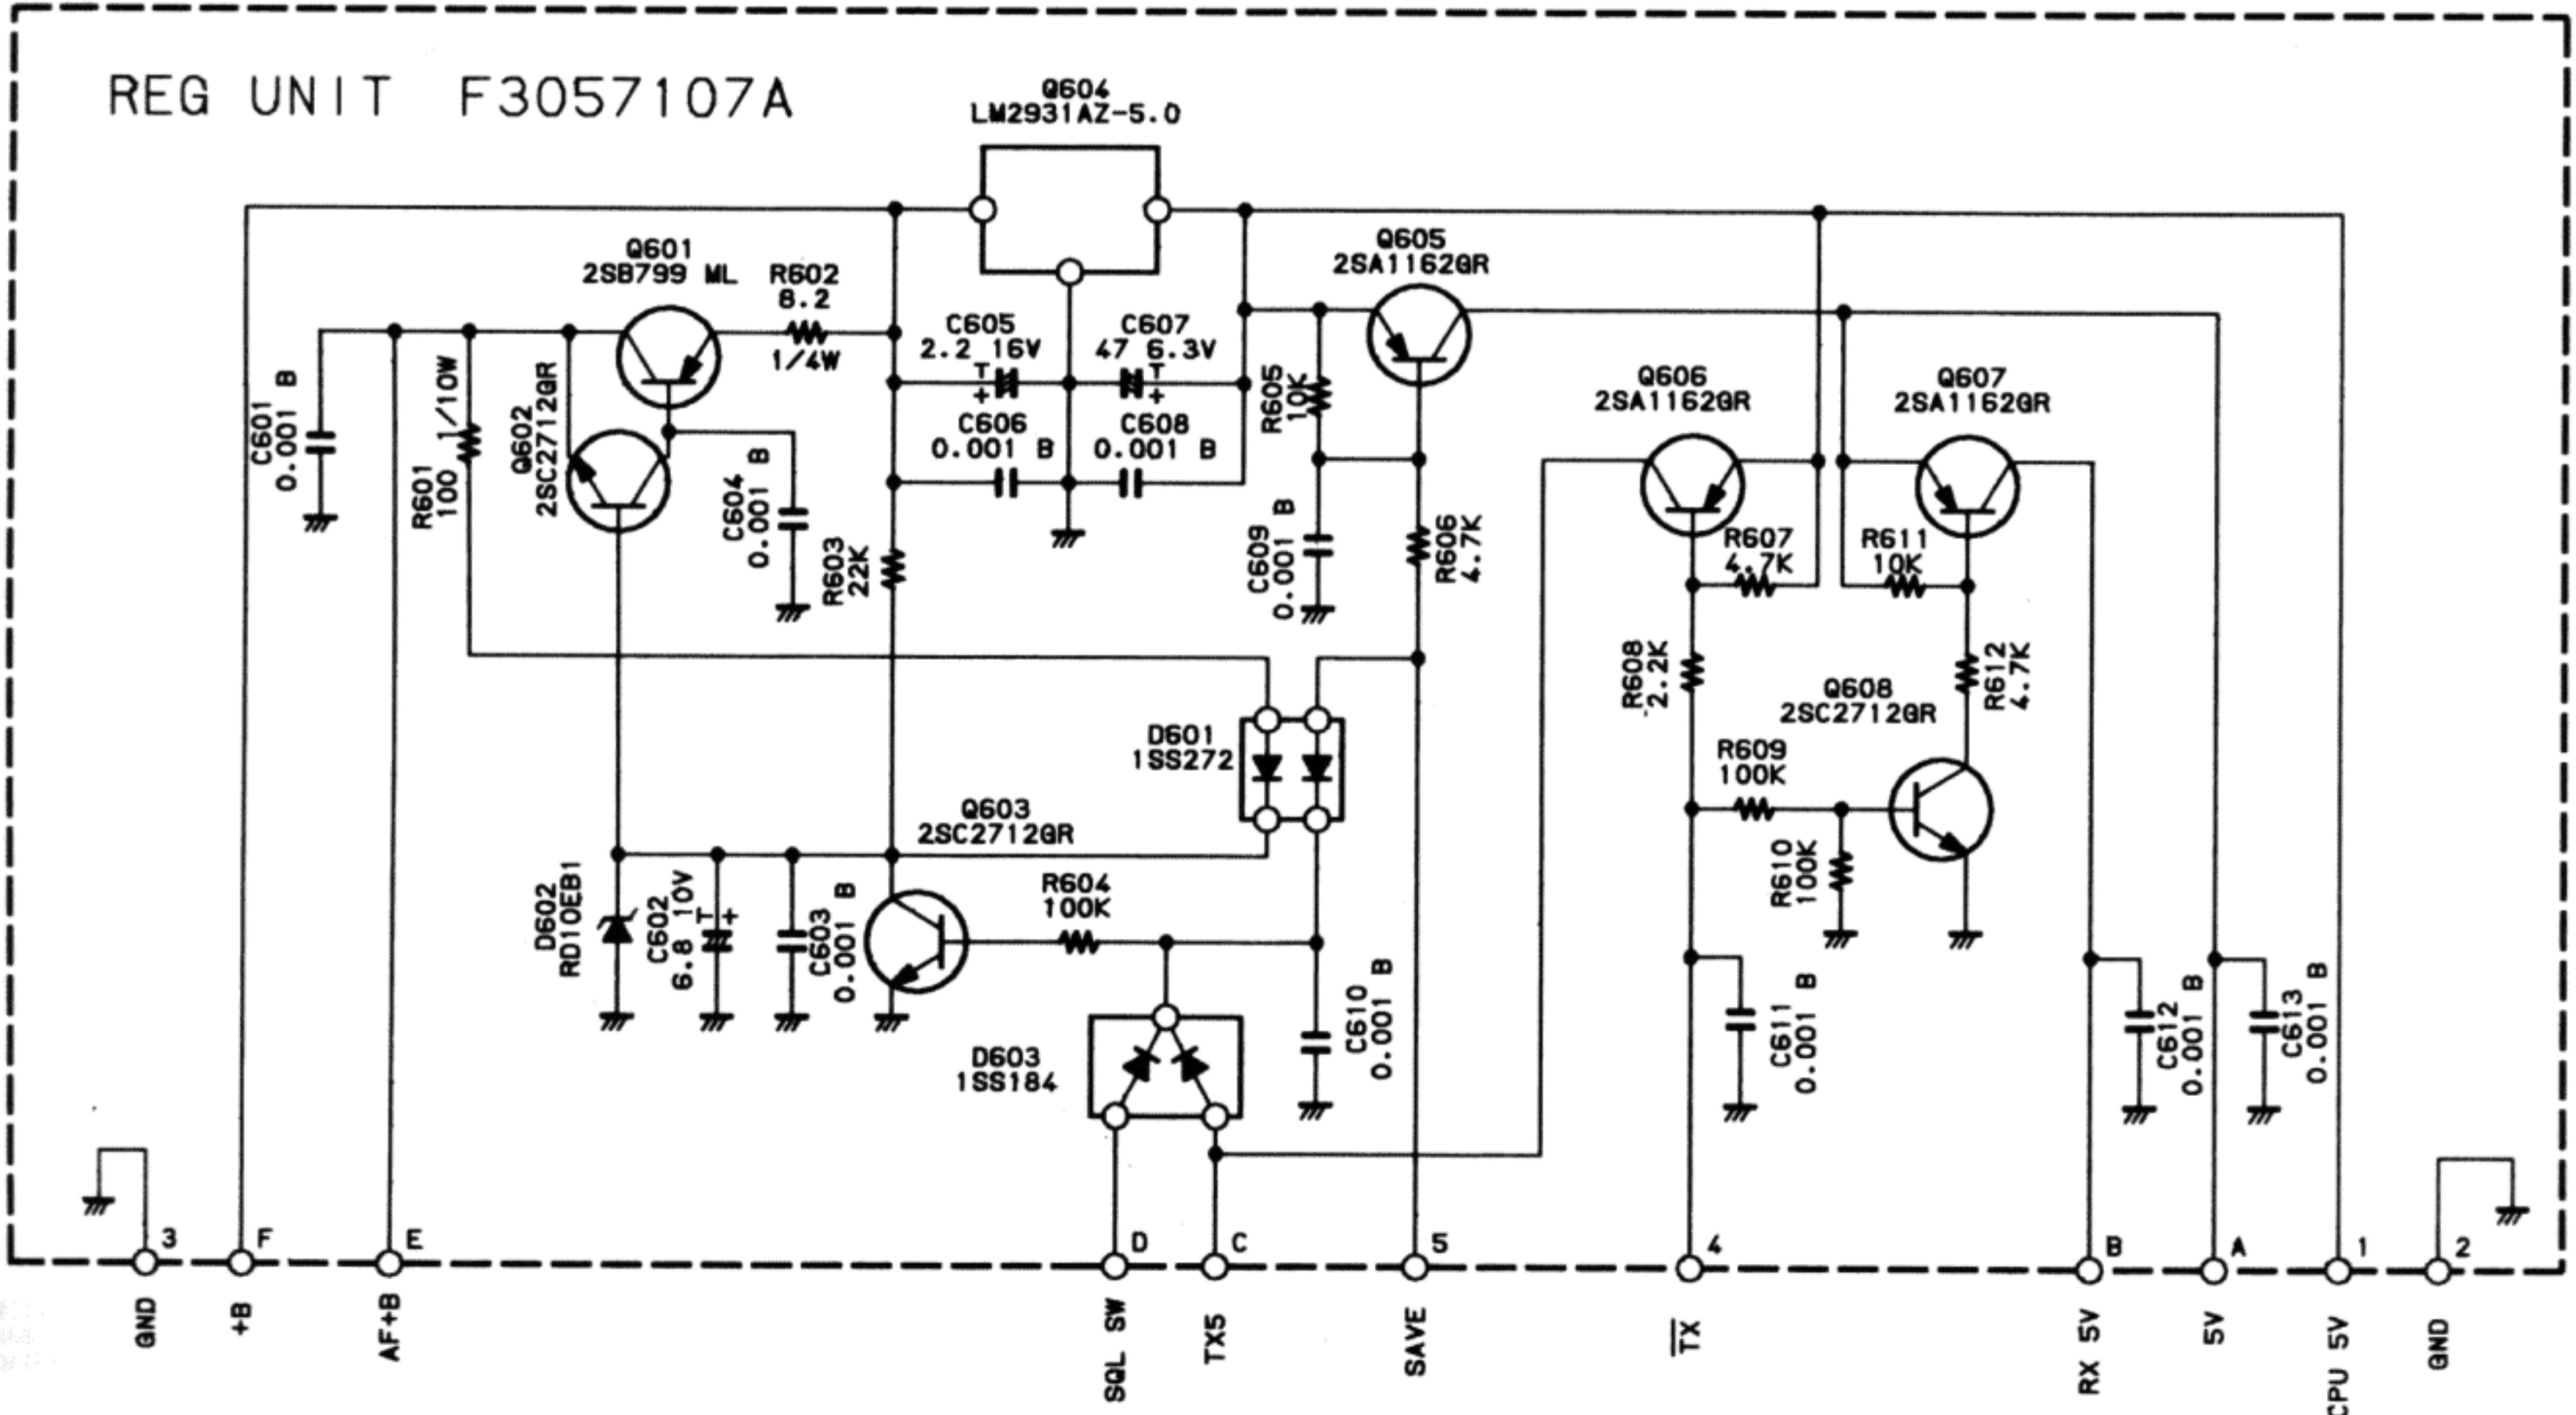 REG UNIT F3057107A
Q604
LM2931AZ-5.0
Q601
2SB799 ML
R602
8.2
1/4W
Q605
2SA1162GR
C605
2.2 16V
T
+
C607
47 6.3V
T
+
C606
0.001 B
C608
0.001 B
C601
0.001 B
R601
100 1/10W
Q602
2SC2712GR
C604
0.001 B
R603
22K
R605
10K
C609
0.001 B
R606
4.7K
Q606
2SA1162GR
Q607
2SA1162GR
R607
4.7K
R611
10K
R608
2.2K
R612
4.7K
Q608
2SC2712GR
R609
100K
R610
100K
D601
1SS272
Q603
2SC2712GR
R604
100K
D602
RD10EB1
C602
6.8 10V
T +
C603
0.001 B
D603
1SS184
C610
0.001 B
C611
0.001 B
C612
0.001 B
C613
0.001 B
3 F E D C 5 4 B A 1 2
GND
+B
AF+B
SQL SW
TX5
SAVE
T̅X̅
RX 5V
5V
CPU 5V
GND